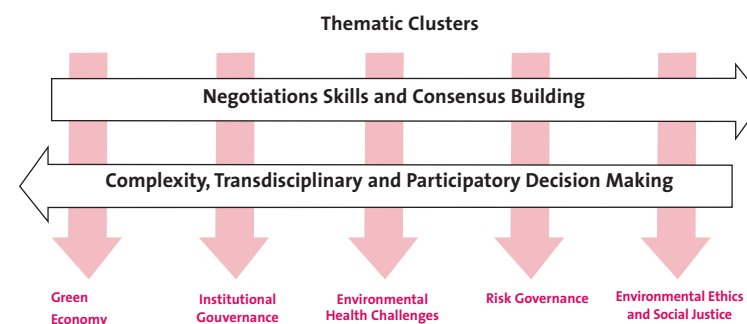 Thematic Clusters
Negotiations Skills and Consensus Building
Complexity, Transdisciplinary and Participatory Decision Making
Green
Economy
Institutional
Gouvernance
Environmental
Health Challenges
Risk Governance
Environmental Ethics
and Social Justice